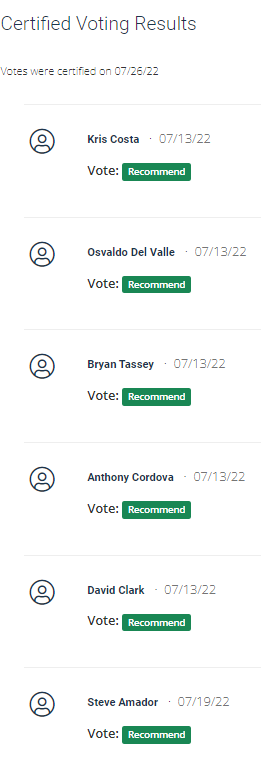 Certified Voting Results
Votes were certified on 07/26/22
Kris Costa · 07/13/22
Vote: Recommend
Osvaldo Del Valle · 07/13/22
Vote: Recommend
Bryan Tassey · 07/13/22
Vote: Recommend
Anthony Cordova · 07/13/22
Vote: Recommend
David Clark · 07/13/22
Vote: Recommend
Steve Amador · 07/19/22
Vote: Recommend